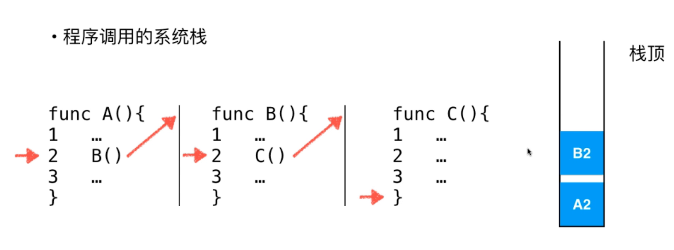 • 程序调用的系统栈
栈顶
func A(){
1 …
2 B()
3 …
}
func B(){
1 …
2 C()
3 …
}
func C(){
1 …
2 …
3 …
}
B2
A2